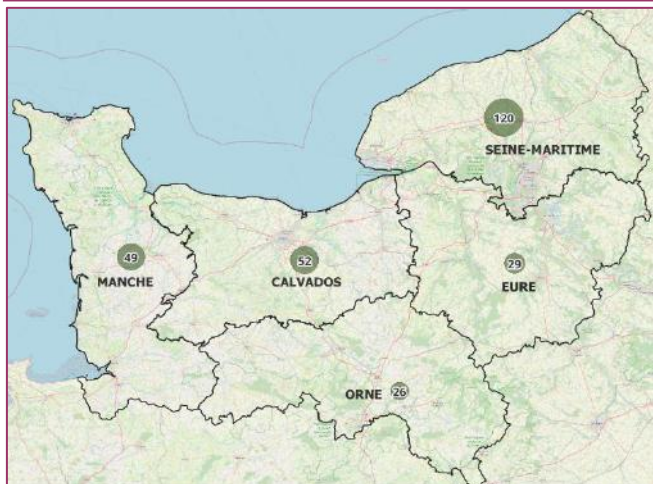 120
SEINE-MARITIME
49
MANCHE
52
CALVADOS
29
EURE
ORNE 26